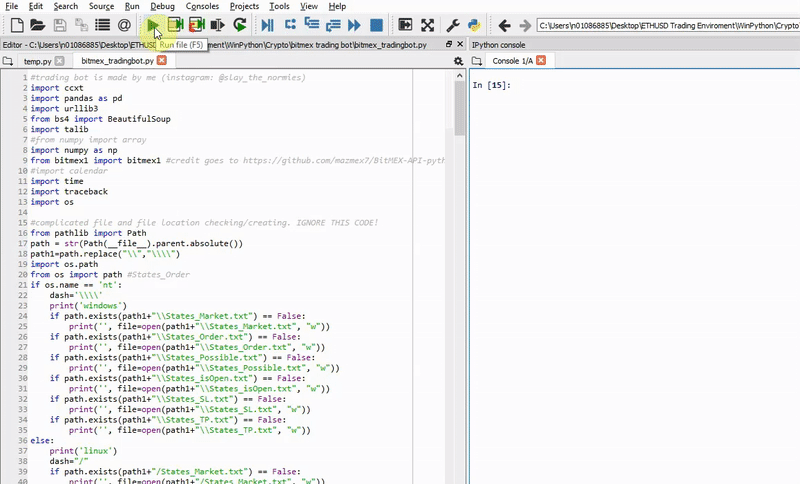 File Edit Search Source Run Debug Consoles Projects Tools View Help
C:\Users\n01086885\Desktop\ETHUSD Trading Enviroment\WinPython\Crypto\
Editor - C:\Users\n01086885\Desktop\ETHUSD Trading Enviroment\WinPython\Crypto\bitmex trading bot\bitmex_tradingbot.py
Run file (F5)
IPython console
temp.py
bitmex_tradingbot.py
Console 1/A
In [15]:
1 #trading bot is made by me (instagram: @slay_the_normies)
2 import ccxt
3 import pandas as pd
4 import urllib3
5 from bs4 import BeautifulSoup
6 import talib
7 #from numpy import array
8 import numpy as np
9 from bitmex1 import bitmex1 #credit goes to https://github.com/mazmex7/BitMEX-API-pyth
10 #import calendar
11 import time
12 import traceback
13 import os
14
15 #complicated file and file location checking/creating. IGNORE THIS CODE!
16 from pathlib import Path
17 path = str(Path(__file__).parent.absolute())
18 path1=path.replace("\\","\\\\")
19 import os.path
20 from os import path #States_Order
21 if os.name == 'nt':
22 dash='\\\\'
23 print('windows')
24 if path.exists(path1+"\\States_Market.txt") == False:
25 print('', file=open(path1+"\\States_Market.txt", "w"))
26 if path.exists(path1+"\\States_Order.txt") == False:
27 print('', file=open(path1+"\\States_Order.txt", "w"))
28 if path.exists(path1+"\\States_Possible.txt") == False:
29 print('', file=open(path1+"\\States_Possible.txt", "w"))
30 if path.exists(path1+"\\States_isOpen.txt") == False:
31 print('', file=open(path1+"\\States_isOpen.txt", "w"))
32 if path.exists(path1+"\\States_SL.txt") == False:
33 print('', file=open(path1+"\\States_SL.txt", "w"))
34 if path.exists(path1+"\\States_TP.txt") == False:
35 print('', file=open(path1+"\\States_TP.txt", "w"))
36 else:
37 print('linux')
38 dash="/"
39 if path.exists(path1+"/States_Market.txt") == False:
40 print('', file=open(path1+"/States_Market.txt", "w"))